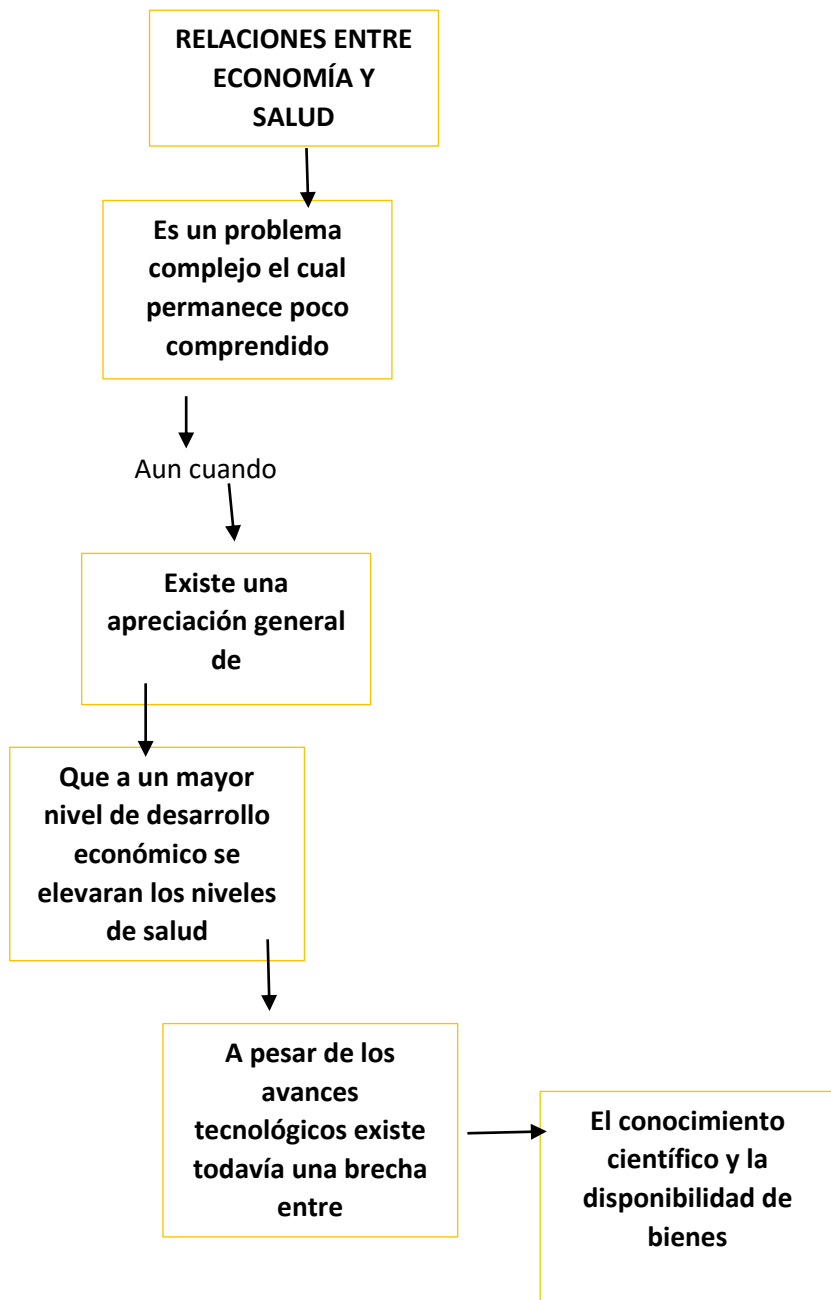 RELACIONES ENTRE
ECONOMÍA Y
SALUD
Es un problema
complejo el cual
permanece poco
comprendido
Aun cuando
Existe una
apreciación general
de
Que a un mayor
nivel de desarrollo
económico se
elevaran los niveles
de salud
A pesar de los
avances
tecnológicos existe
todavía una brecha
entre
El conocimiento
científico y la
disponibilidad de
bienes